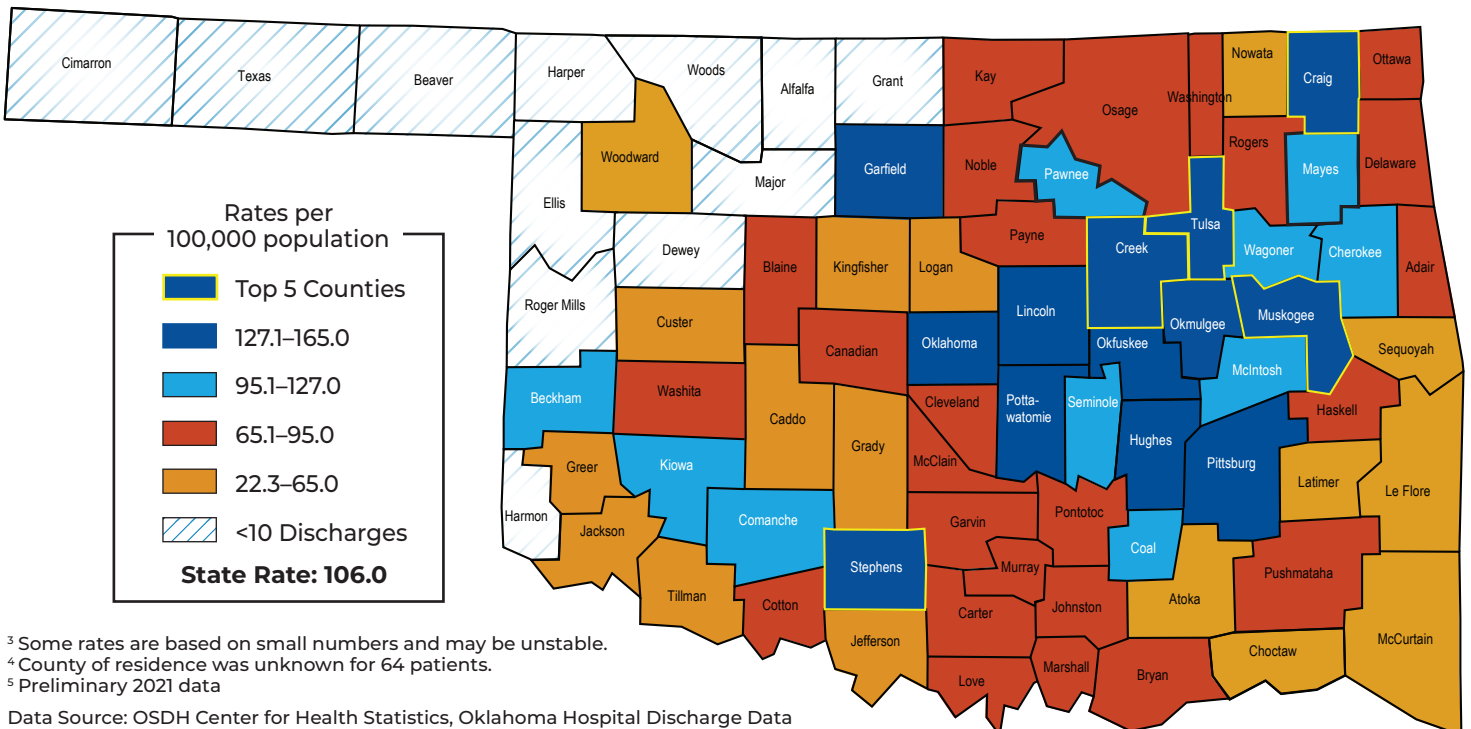 Cimarron
Texas
Beaver
Harper
Woods
Alfalfa
Grant
Kay
Osage
Washington
Nowata
Craig
Ottawa
Woodward
Ellis
Major
Garfield
Noble
Pawnee
Rogers
Mayes
Delaware
Dewey
Blaine
Kingfisher
Logan
Payne
Creek
Tulsa
Wagoner
Cherokee
Adair
Roger Mills
Custer
Canadian
Oklahoma
Lincoln
Okfuskee
Okmulgee
Muskogee
McIntosh
Sequoyah
Beckham
Washita
Caddo
Grady
Cleveland
McClain
Potta-
watomie
Seminole
Hughes
Pittsburg
Haskell
Latimer
Le Flore
Greer
Kiowa
Harmon
Jackson
Comanche
Garvin
Pontotoc
Coal
Tillman
Cotton
Stephens
Murray
Carter
Johnston
Atoka
Pushmataha
Jefferson
Love
Marshall
Bryan
Choctaw
McCurtain
Rates per
100,000 population
Top 5 Counties
127.1–165.0
95.1–127.0
65.1–95.0
22.3–65.0
<10 Discharges
State Rate: 106.0
³ Some rates are based on small numbers and may be unstable.
⁴ County of residence was unknown for 64 patients.
⁵ Preliminary 2021 data
Data Source: OSDH Center for Health Statistics, Oklahoma Hospital Discharge Data